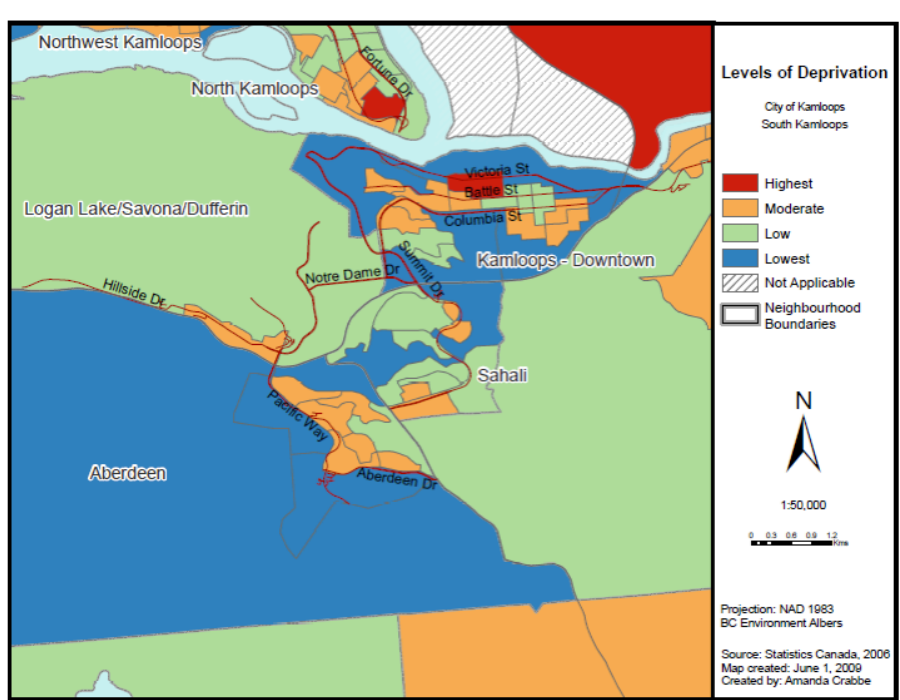 Northwest Kamloops
Fortune Dr
North Kamloops
Victoria St
Battle St
Logan Lake/Savona/Dufferin
Columbia St
Summit Dr
Kamloops - Downtown
Notre Dame Dr
Hillside Dr
Sahali
Pacific Way
Aberdeen
Aberdeen Dr
Levels of Deprivation
City of Kamloops
South Kamloops
Highest
Moderate
Low
Lowest
Not Applicable
Neighbourhood
Boundaries
N
1:50,000
0 0.3 0.6 0.9 1.2
Kms
Projection: NAD 1983
BC Environment Albers
Source: Statistics Canada, 2006
Map created: June 1, 2009
Created by: Amanda Crabbe